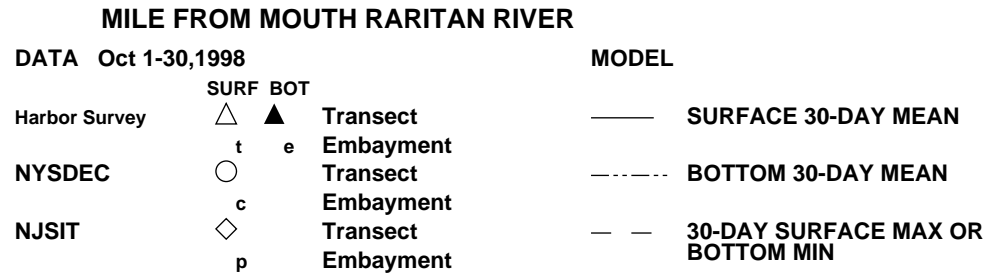 MILE FROM MOUTH RARITAN RIVER
DATA Oct 1-30,1998 MODEL
SURF BOT
Harbor Survey △ ▲ Transect SURFACE 30-DAY MEAN
t e Embayment
NYSDEC ○ Transect BOTTOM 30-DAY MEAN
c Embayment
NJSIT ◇ Transect 30-DAY SURFACE MAX OR
p Embayment BOTTOM MIN